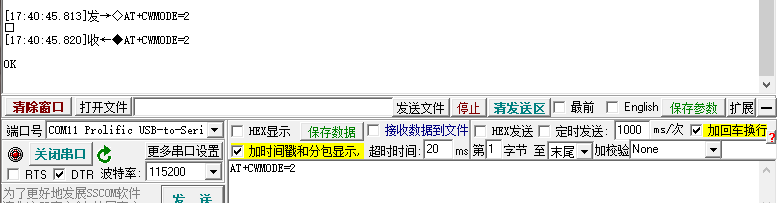 [17:40:45.813]发→◇AT+CWMODE=2
□
[17:40:45.820]收←◆AT+CWMODE=2
OK
清除窗口 打开文件 发送文件 停止 清发送区 最前 English 保存参数 扩展 —
端口号 COM11 Prolific USB-to-Seri HEX显示 保存数据 接收数据到文件 HEX发送 定时发送: 1000 ms/次 加回车换行
关闭串口 更多串口设置 加时间戳和分包显示, 超时时间: 20 ms 第 1 字节 至 末尾 加校验 None
RTS DTR 波特率: 115200 AT+CWMODE=2
为了更好地发展SSCOM软件 发 送